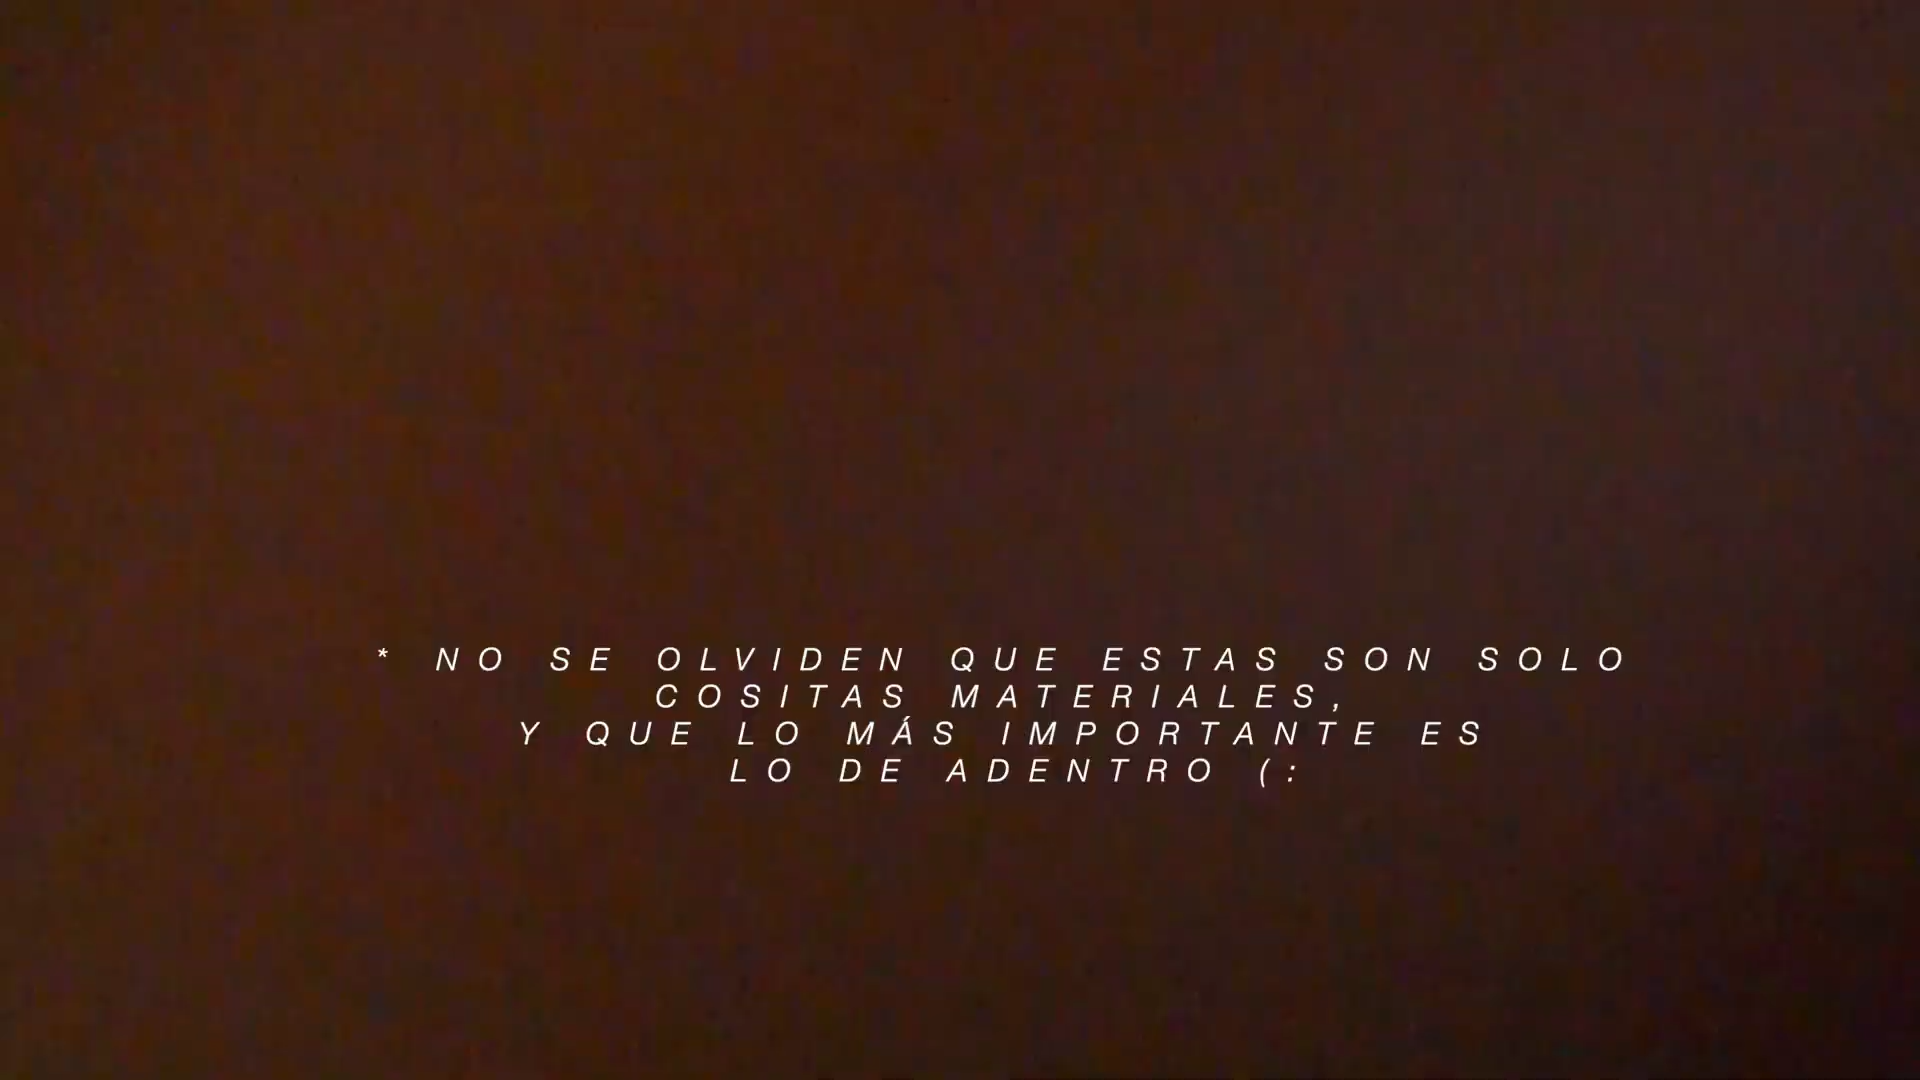 * NO SE OLVIDEN QUE ESTAS SON SOLO
COSITAS MATERIALES,
Y QUE LO MÁS IMPORTANTE ES
LO DE ADENTRO (: